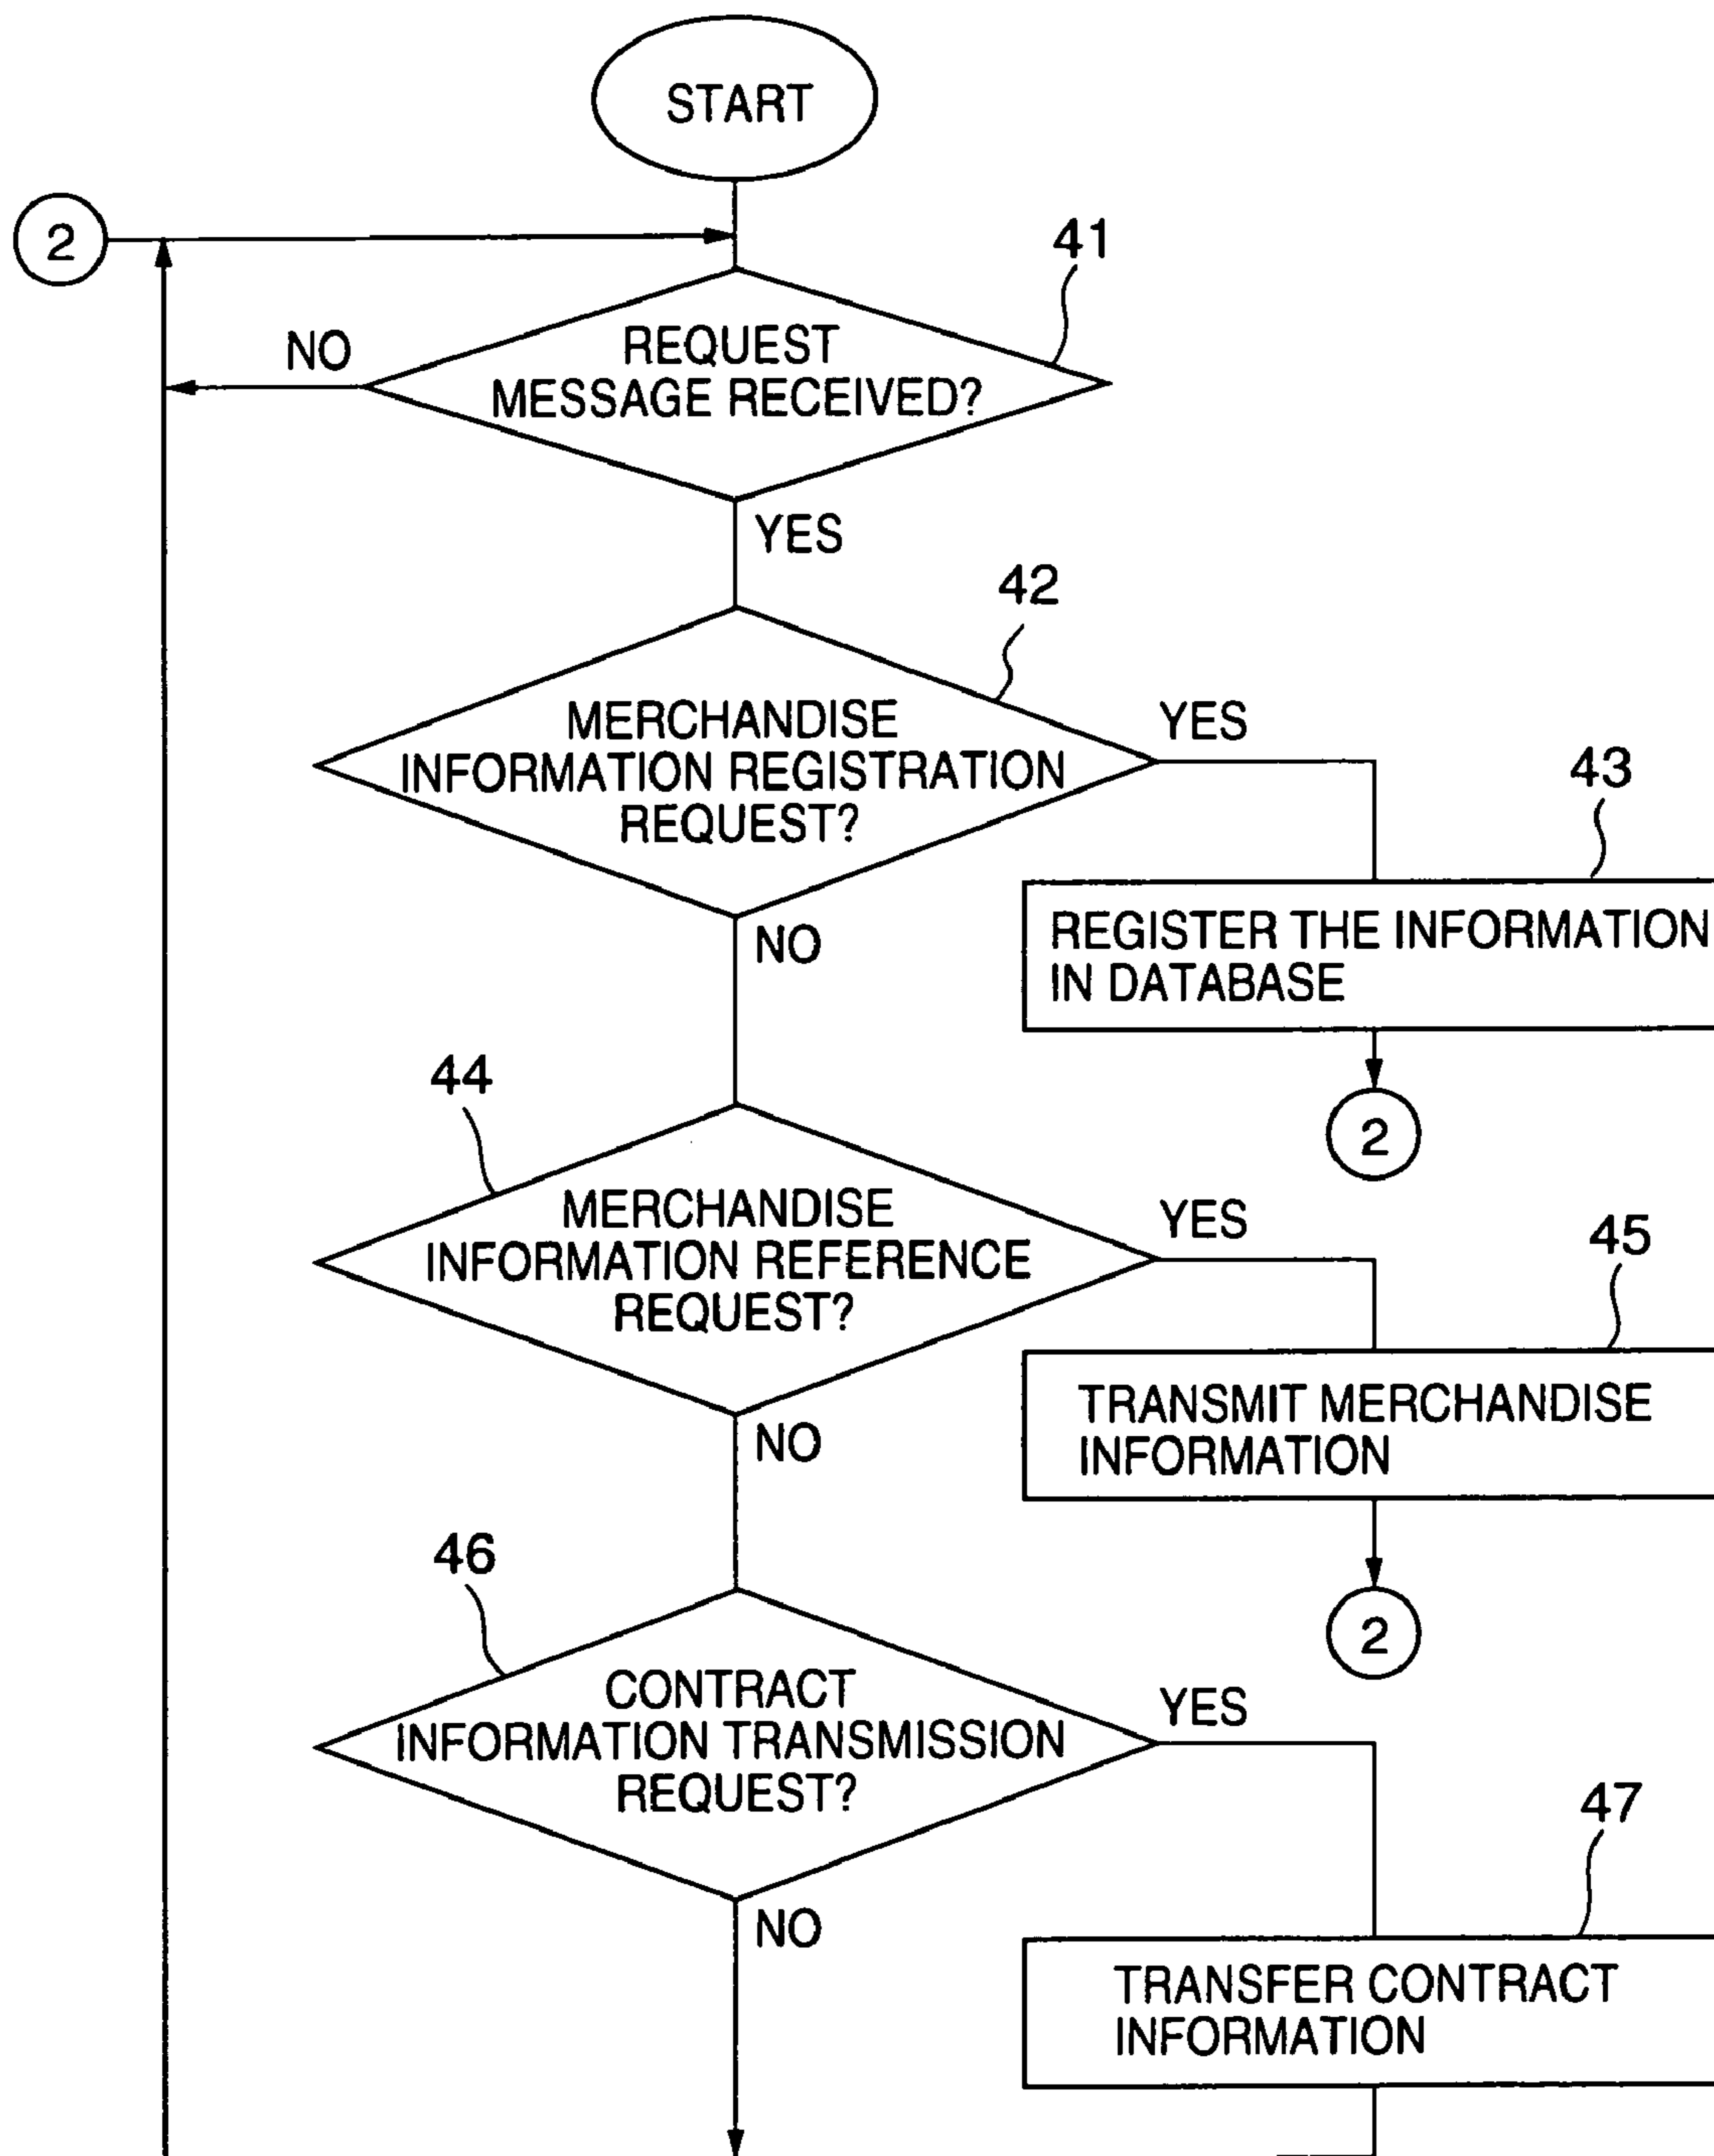 START
2
41
NO
REQUEST
MESSAGE RECEIVED?
YES
42
MERCHANDISE
INFORMATION REGISTRATION
REQUEST?
YES
43
NO
REGISTER THE INFORMATION
IN DATABASE
2
44
MERCHANDISE
INFORMATION REFERENCE
REQUEST?
YES
45
NO
TRANSMIT MERCHANDISE
INFORMATION
2
46
CONTRACT
INFORMATION TRANSMISSION
REQUEST?
YES
47
NO
TRANSFER CONTRACT
INFORMATION